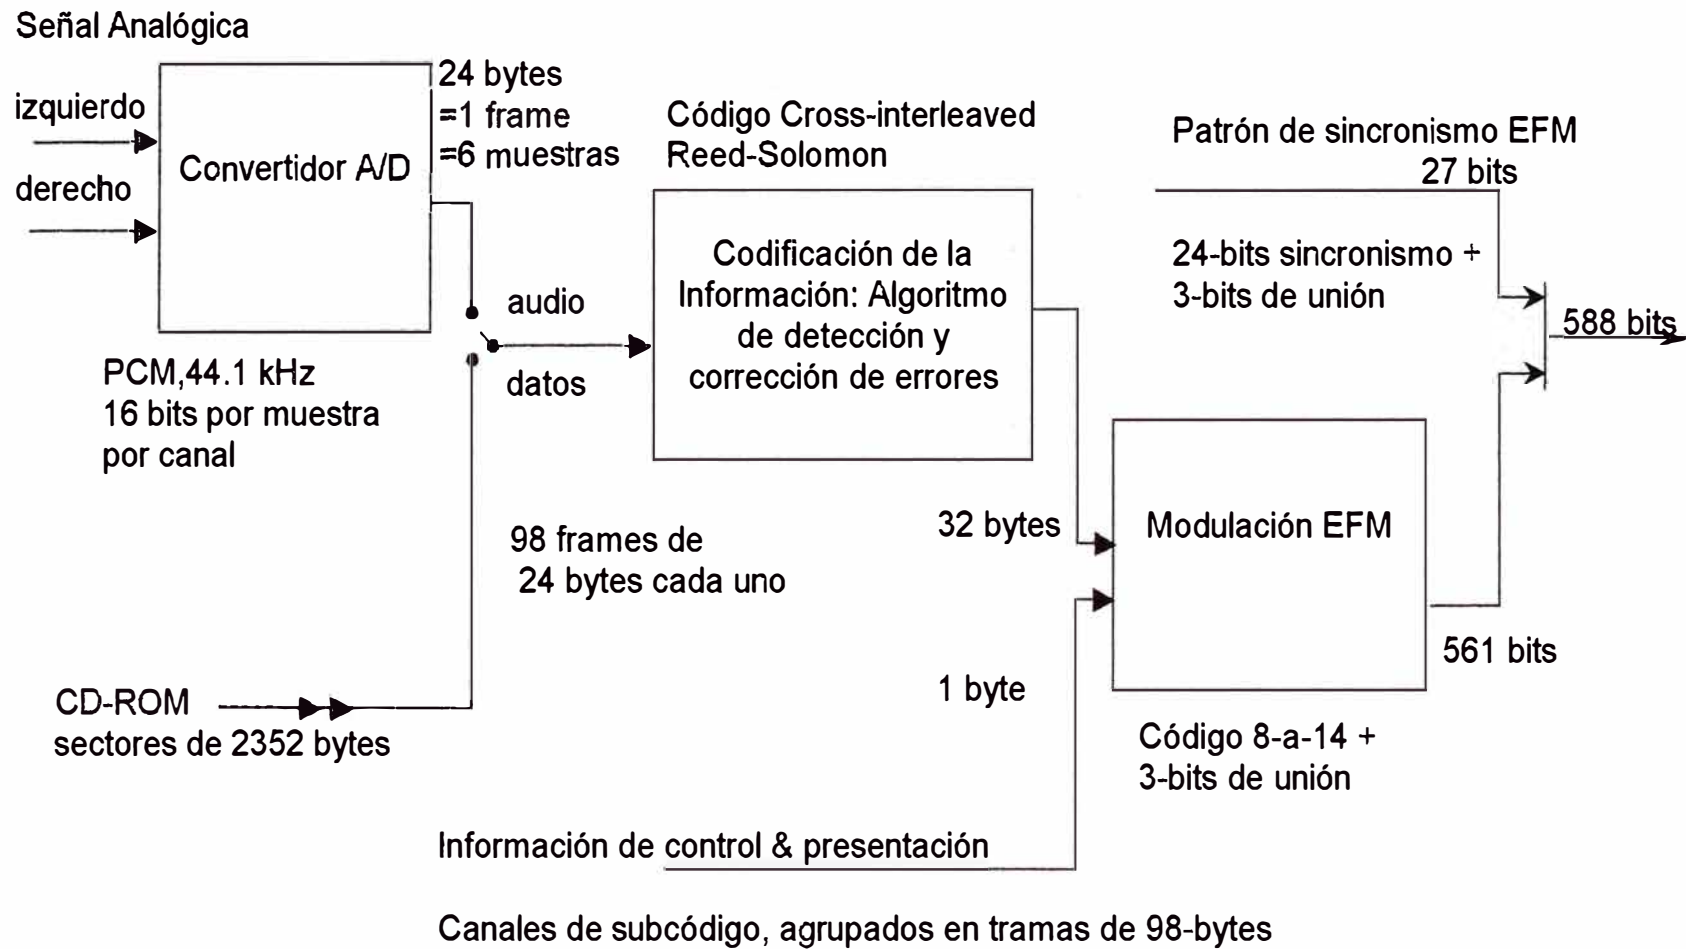 Señal Analógica
izquierdo
derecho
Convertidor A/D
24 bytes
=1 frame
=6 muestras
PCM,44.1 kHz
16 bits por muestra
por canal
audio
datos
Código Cross-interleaved
Reed-Solomon
Codificación de la
Información: Algoritmo
de detección y
corrección de errores
Patrón de sincronismo EFM
27 bits
24-bits sincronismo +
3-bits de unión
588 bits
98 frames de
24 bytes cada uno
32 bytes
Modulación EFM
561 bits
1 byte
Código 8-a-14 +
3-bits de unión
CD-ROM
sectores de 2352 bytes
Información de control & presentación
Canales de subcódigo, agrupados en tramas de 98-bytes